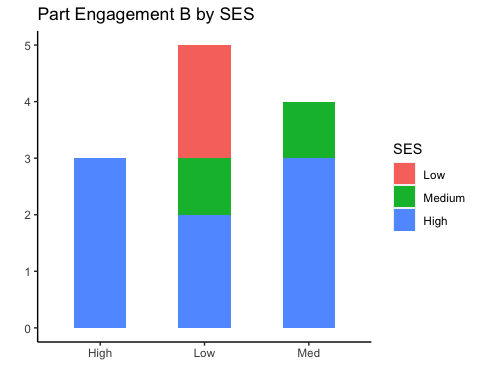 Part Engagement B by SES
5
4
3
2
1
0
High
Low
Med
SES
Low
Medium
High